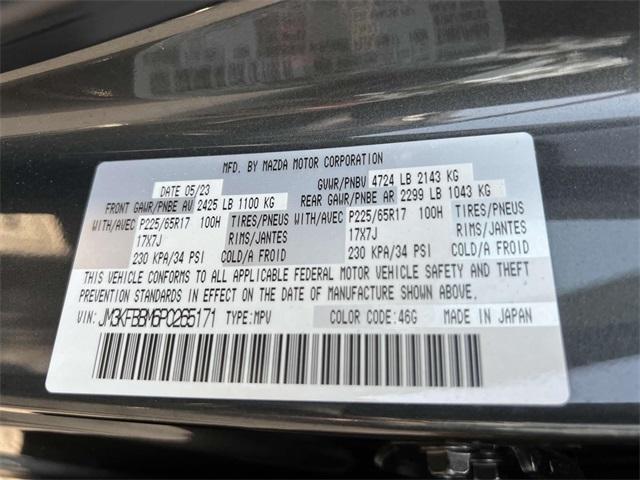 MFD. BY MAZDA MOTOR CORPORATION
DATE 05/23 GVWR/PNBV 4724 LB 2143 KG
FRONT GAWR/PNBE AV 2425 LB 1100 KG REAR GAWR/PNBE AR 2299 LB 1043 KG
WITH/AVEC P225/65R17 100H TIRES/PNEUS P225/65R17 100H TIRES/PNEUS
17X7J RIMS/JANTES 17X7J RIMS/JANTES
230 KPA/34 PSI COLD/A FROID 230 KPA/34 PSI COLD/A FROID
THIS VEHICLE CONFORMS TO ALL APPLICABLE FEDERAL MOTOR VEHICLE SAFETY AND THEFT
PREVENTION STANDARDS IN EFFECT ON THE DATE OF MANUFACTURE SHOWN ABOVE.
VIN: JM3KFBBM6P0265171 TYPE:MPV COLOR CODE:46G MADE IN JAPAN